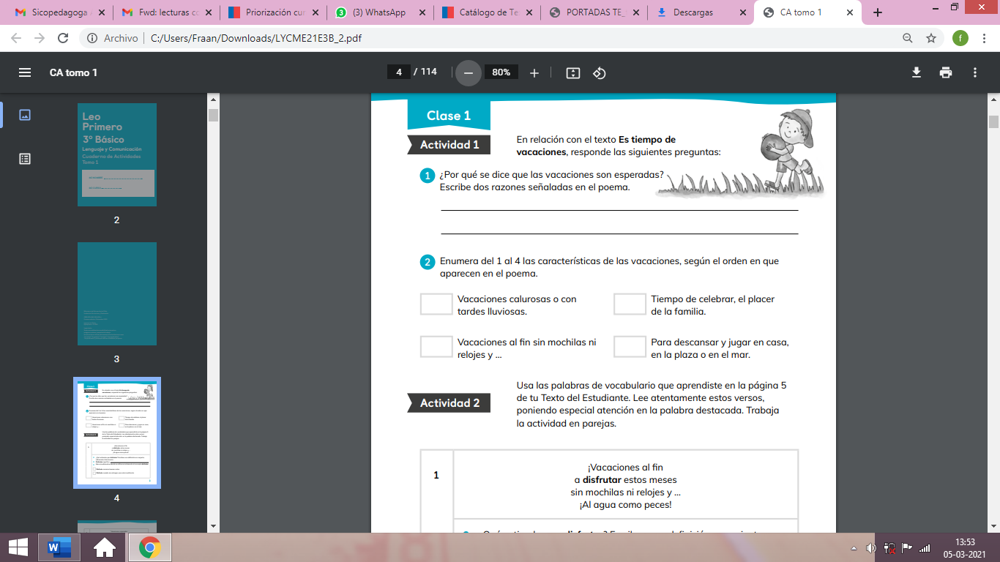 Sicopedagoga
Fwd: lecturas co
Priorización cur
(3) WhatsApp
Catálogo de Te
PORTADAS TE_
Descargas
CA tomo 1
Archivo
C:/Users/Fraan/Downloads/LYCME21E3B_2.pdf
f
CA tomo 1
4 / 114
80%
Leo
Primero
3° Básico
Lenguaje y Comunicación
Cuaderno de Actividades
Tomo 1
2
3
4
Clase 1
Actividad 1
En relación con el texto Es tiempo de
vacaciones, responde las siguientes preguntas:
1 ¿Por qué se dice que las vacaciones son esperadas?
Escribe dos razones señaladas en el poema.
2 Enumera del 1 al 4 las características de las vacaciones, según el orden en que
aparecen en el poema.
Vacaciones calurosas o con
tardes lluviosas.
Tiempo de celebrar, el placer
de la familia.
Vacaciones al fin sin mochilas ni
relojes y ...
Para descansar y jugar en casa,
en la plaza o en el mar.
Actividad 2
Usa las palabras de vocabulario que aprendiste en la página 5
de tu Texto del Estudiante. Lee atentamente estos versos,
poniendo especial atención en la palabra destacada. Trabaja
la actividad en parejas.
1
¡Vacaciones al fin
a disfrutar estos meses
sin mochilas ni relojes y ...
¡Al agua como peces!
13:53
05-03-2021